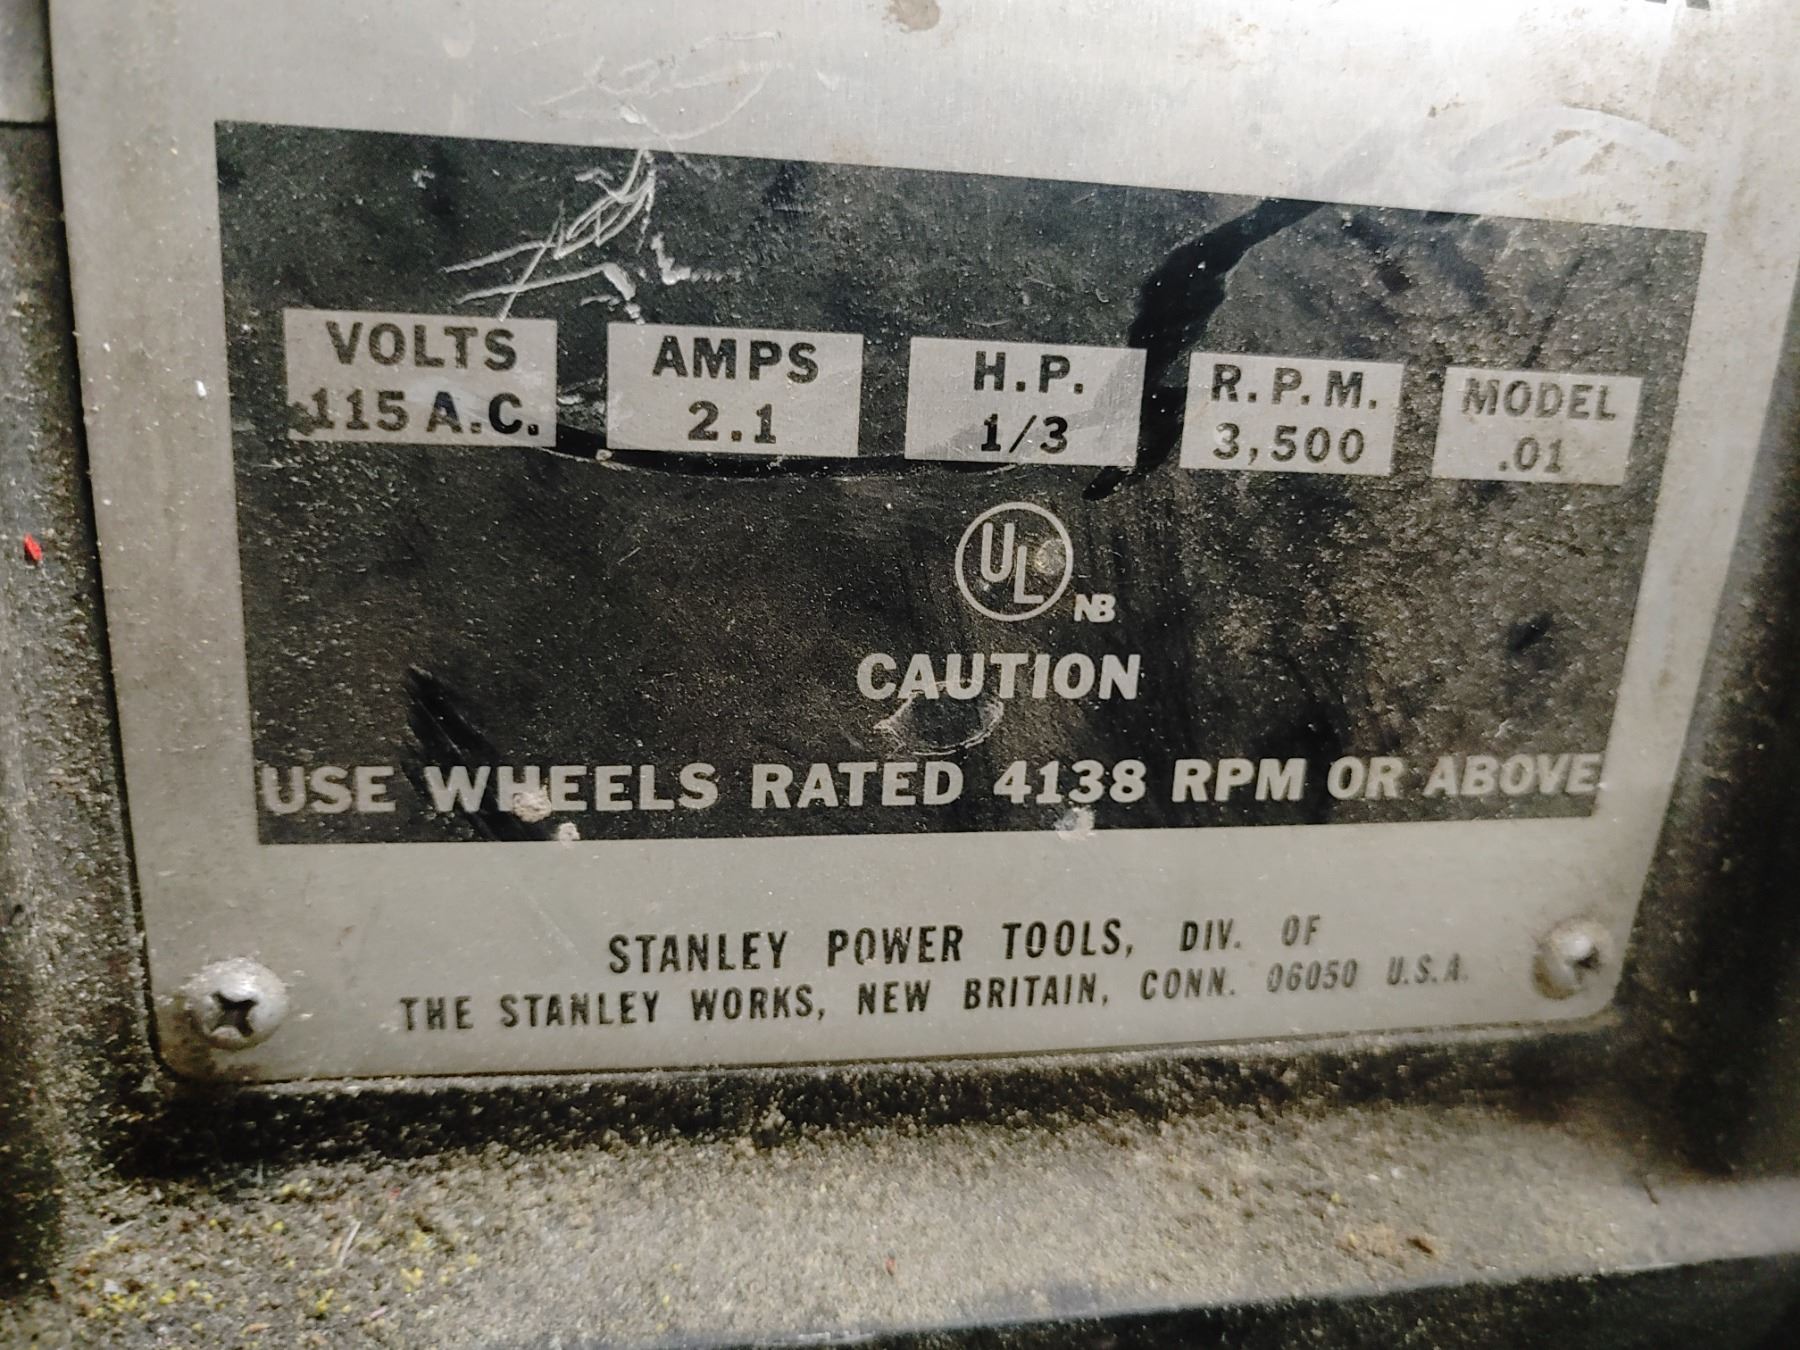 VOLTS
115 A.C.
AMPS
2.1
H.P.
1/3
R.P.M.
3,500
MODEL
.01
UL
NB
CAUTION
USE WHEELS RATED 4138 RPM OR ABOVE.
STANLEY POWER TOOLS, DIV. OF
THE STANLEY WORKS, NEW BRITAIN, CONN. 06050 U.S.A.